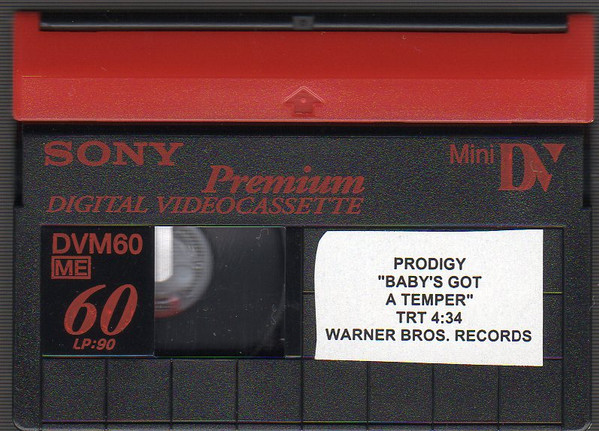 SONY
Mini DV
Premium
DIGITAL VIDEOCASSETTE
DVM60
ME
60
LP:90
PRODIGY
"BABY'S GOT
A TEMPER"
TRT 4:34
WARNER BROS. RECORDS